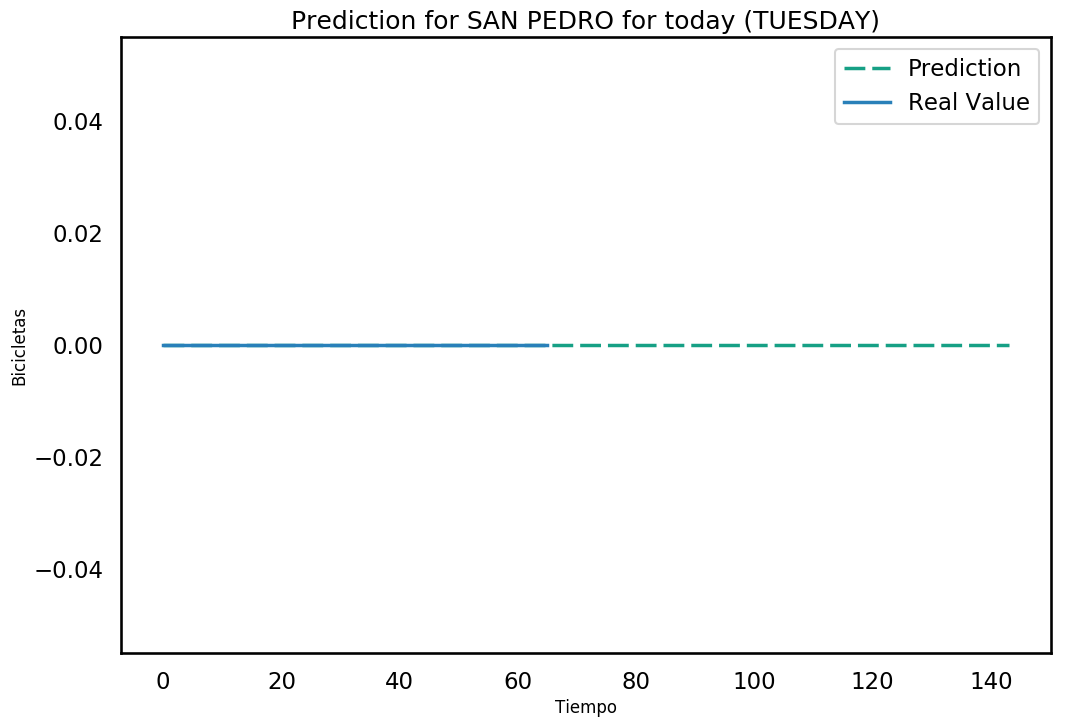 Prediction for SAN PEDRO for today (TUESDAY)
Prediction
Real Value
0.04
0.02
0.00
−0.02
−0.04
Bicicletas
0 20 40 60 80 100 120 140
Tiempo